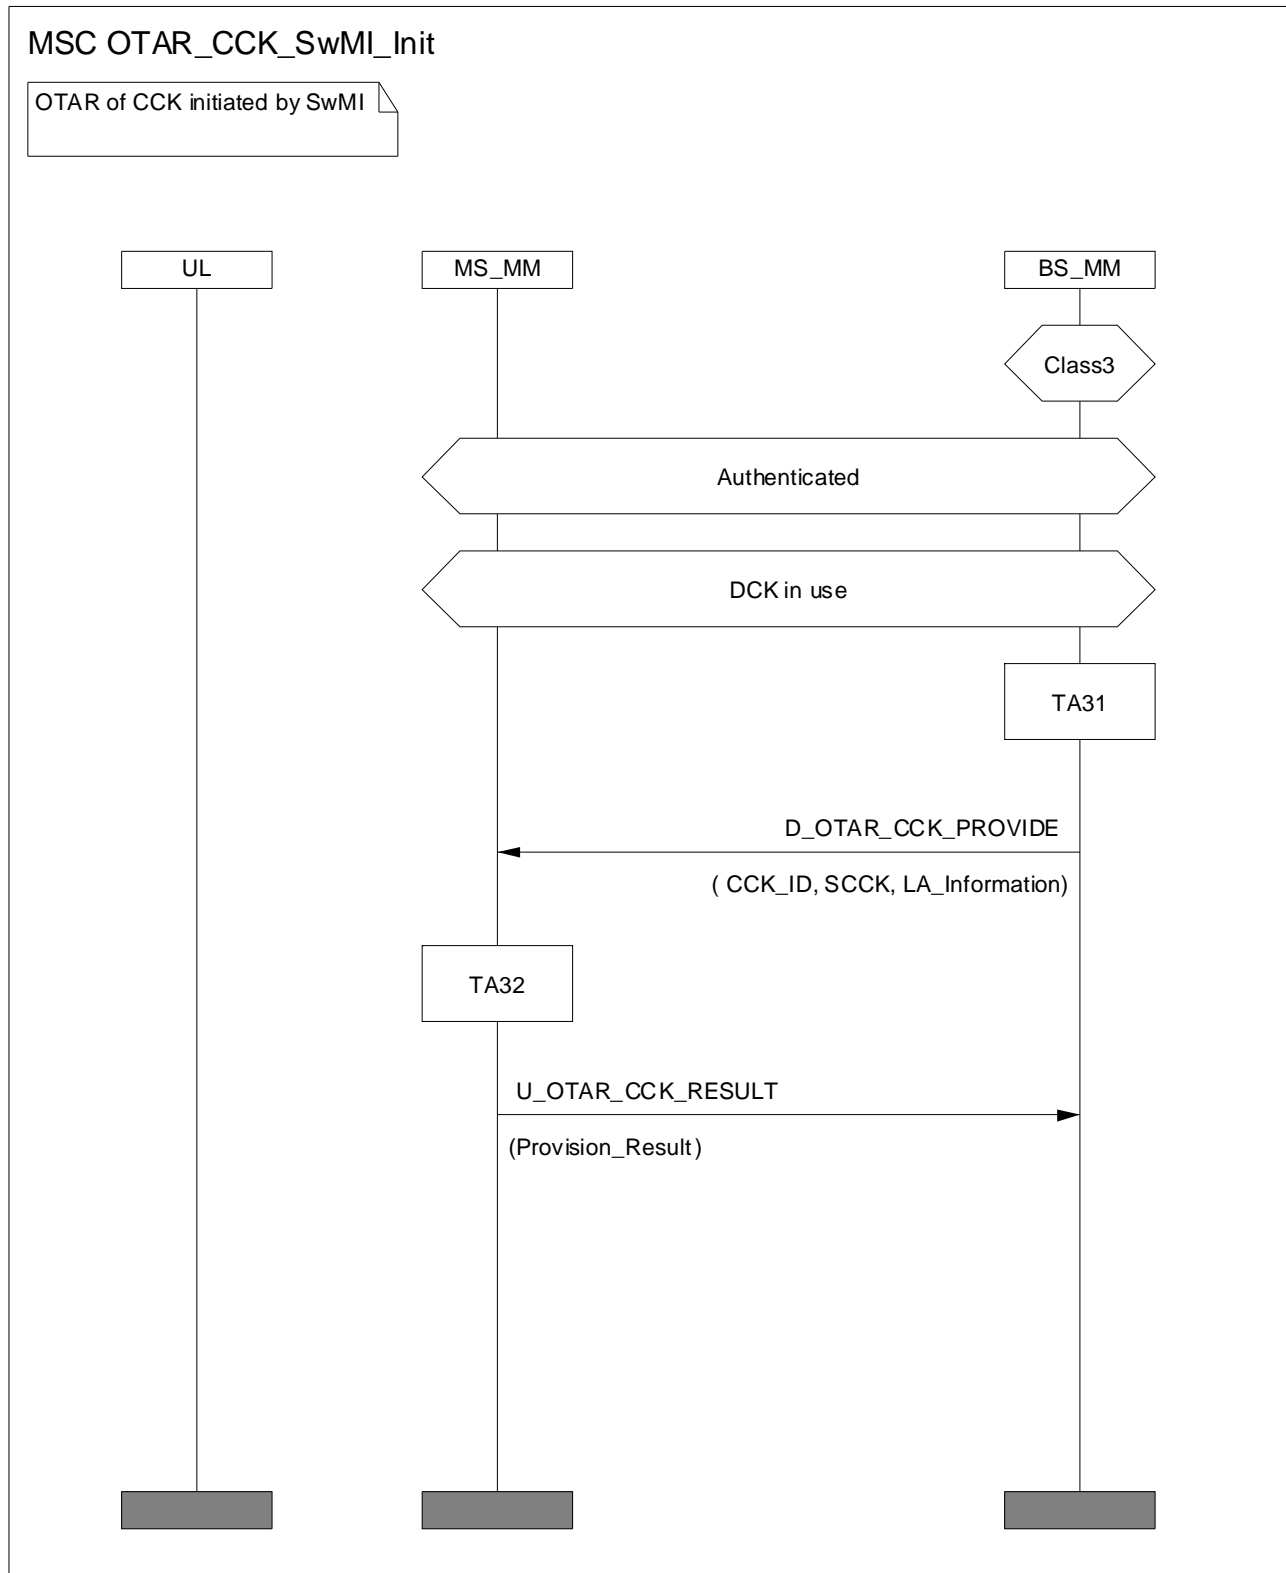 MSC OTAR_CCK_SwMI_Init
OTAR of CCK initiated by SwMI
UL
MS_MM
BS_MM
Class3
Authenticated
DCK in use
TA31
D_OTAR_CCK_PROVIDE
( CCK_ID, SCCK, LA_Information)
TA32
U_OTAR_CCK_RESULT
(Provision_Result)